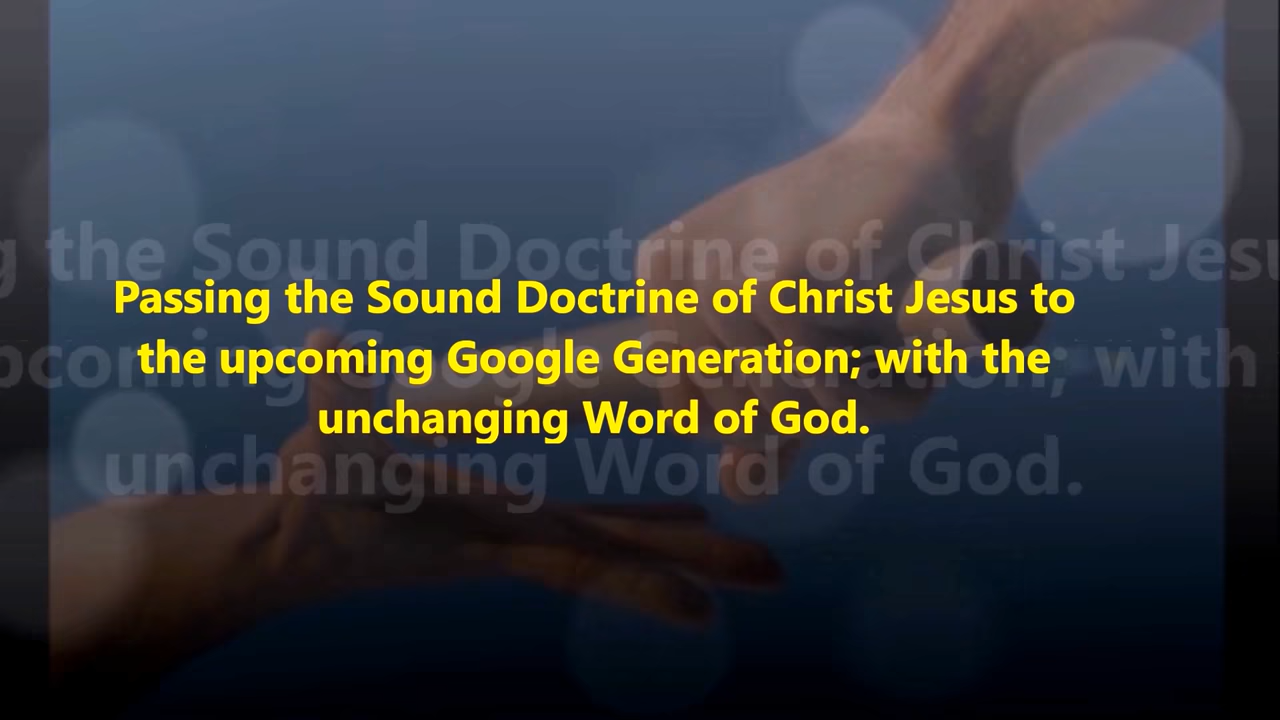 Passing the Sound Doctrine of Christ Jesus to
the upcoming Google Generation; with the
unchanging Word of God.